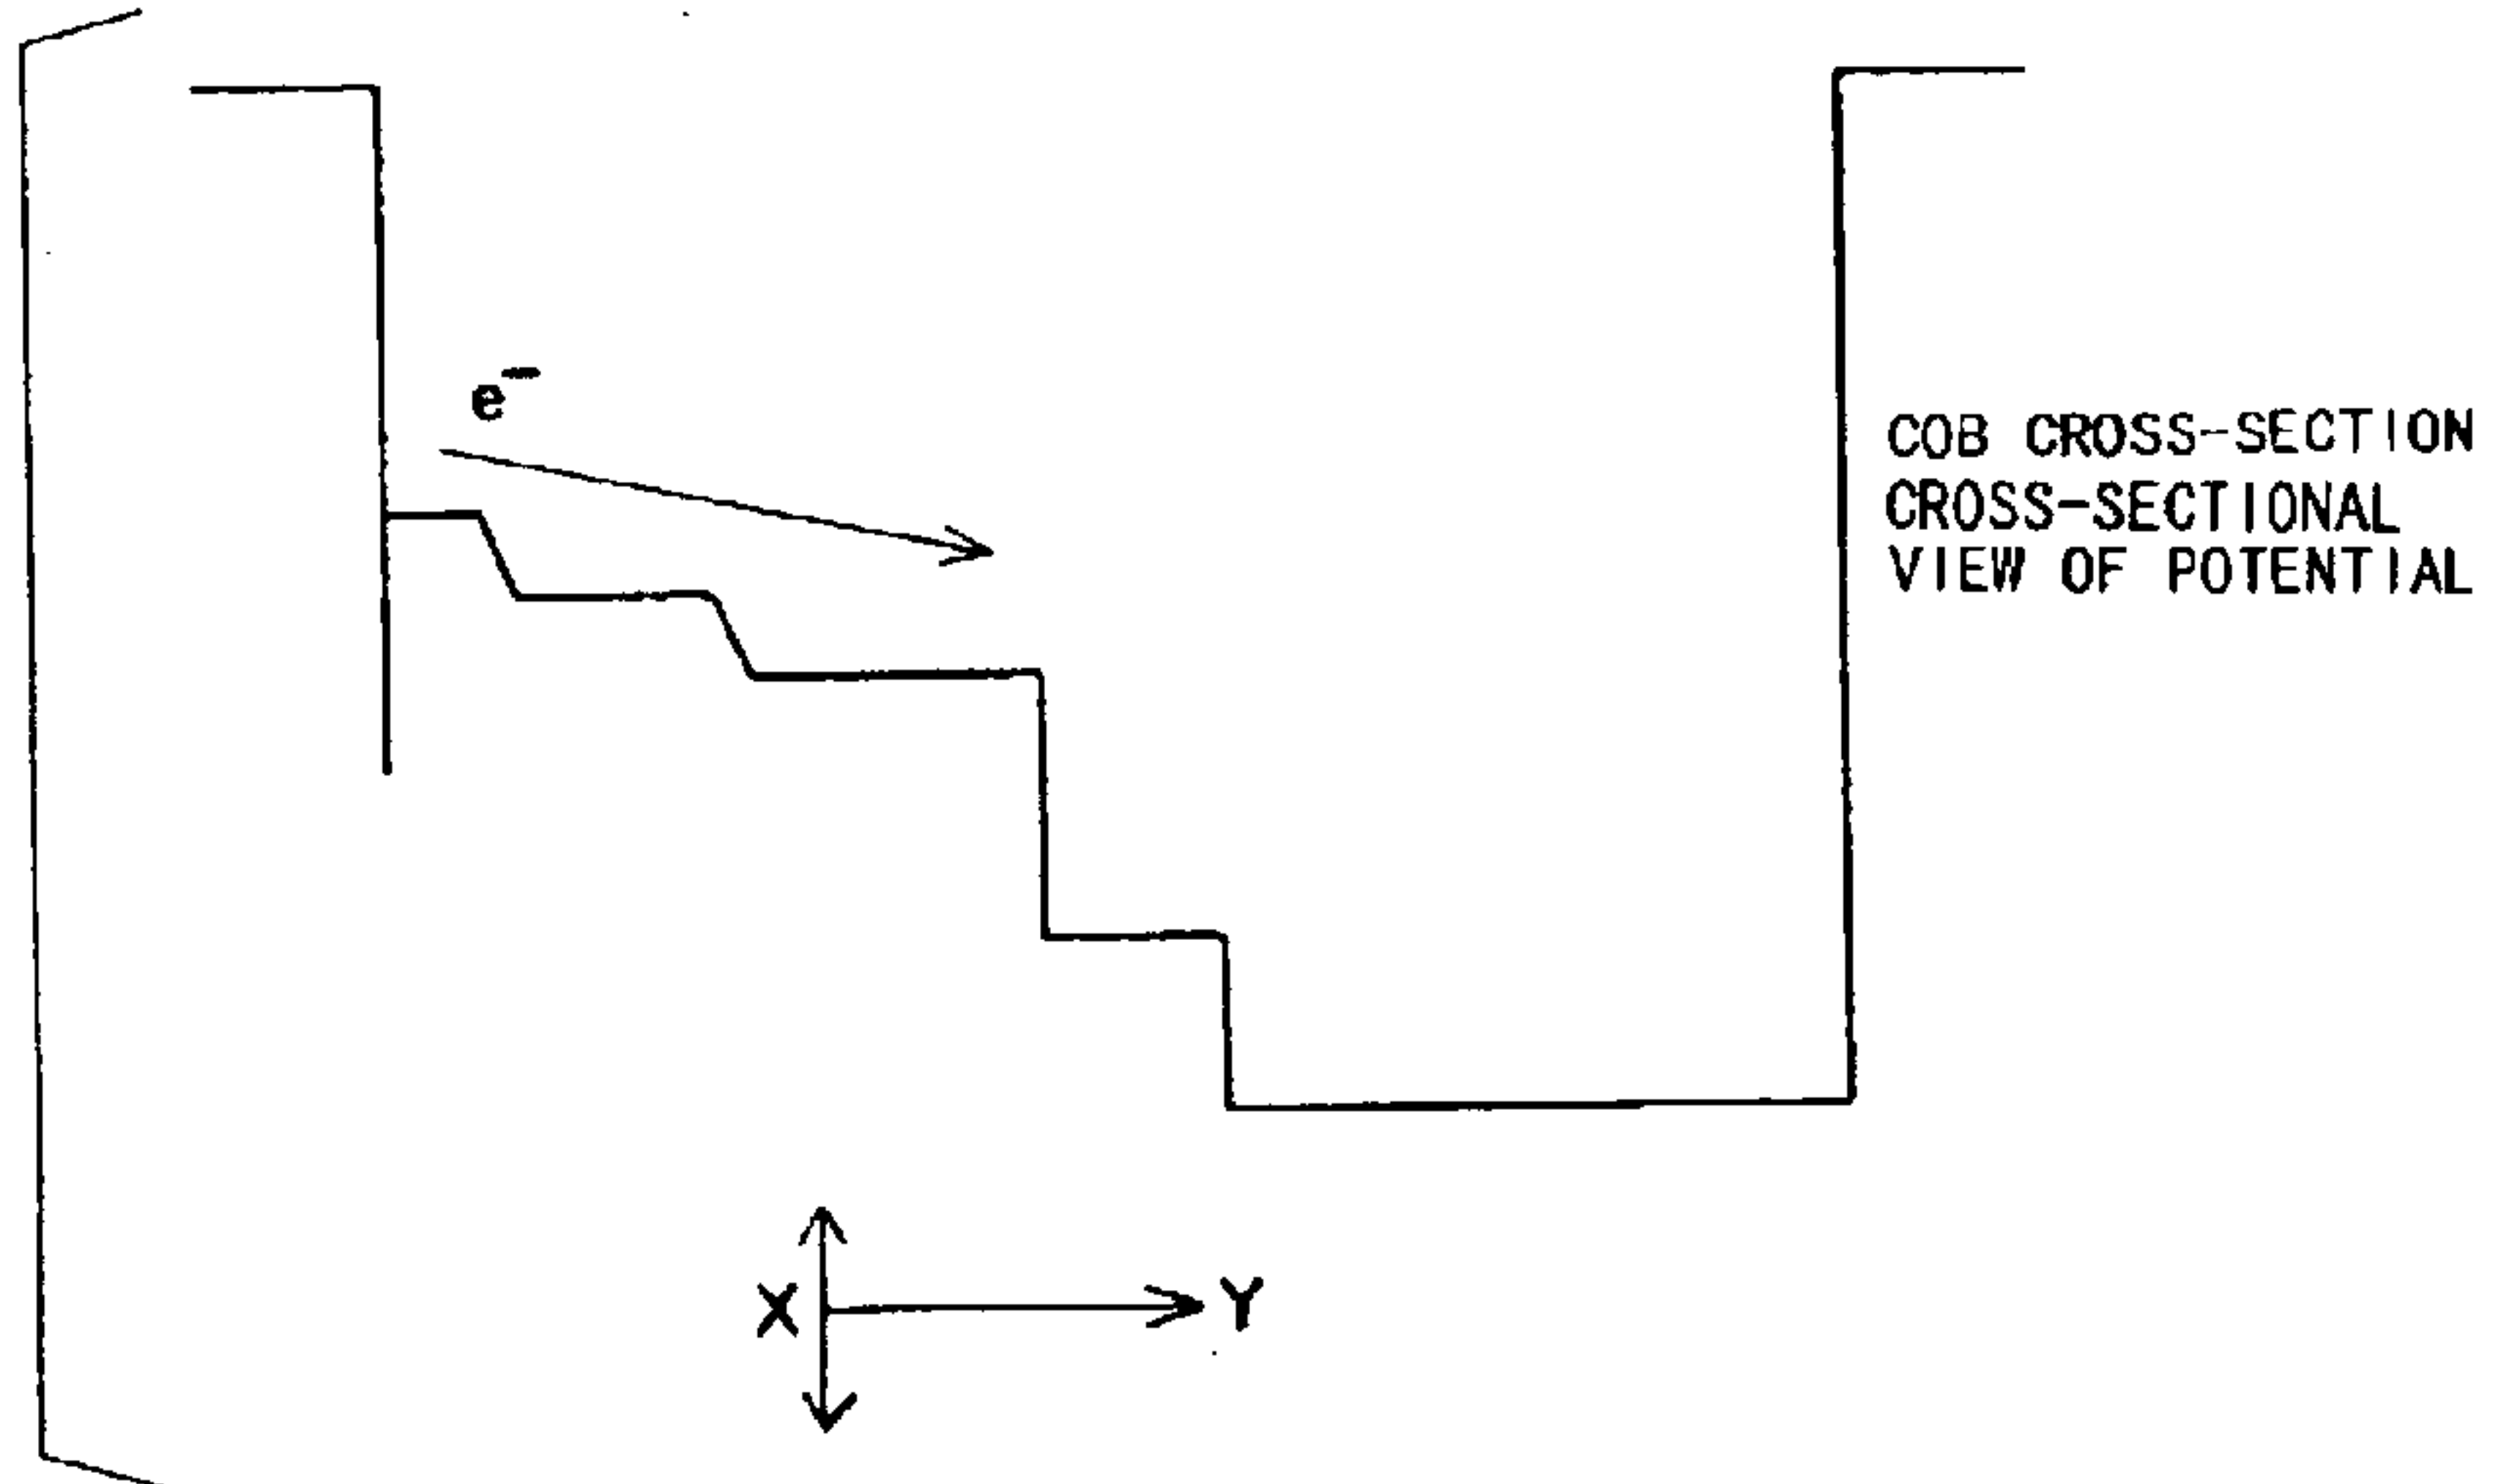 e⁻
COB CROSS-SECTION
CROSS-SECTIONAL
VIEW OF POTENTIAL
X
Y